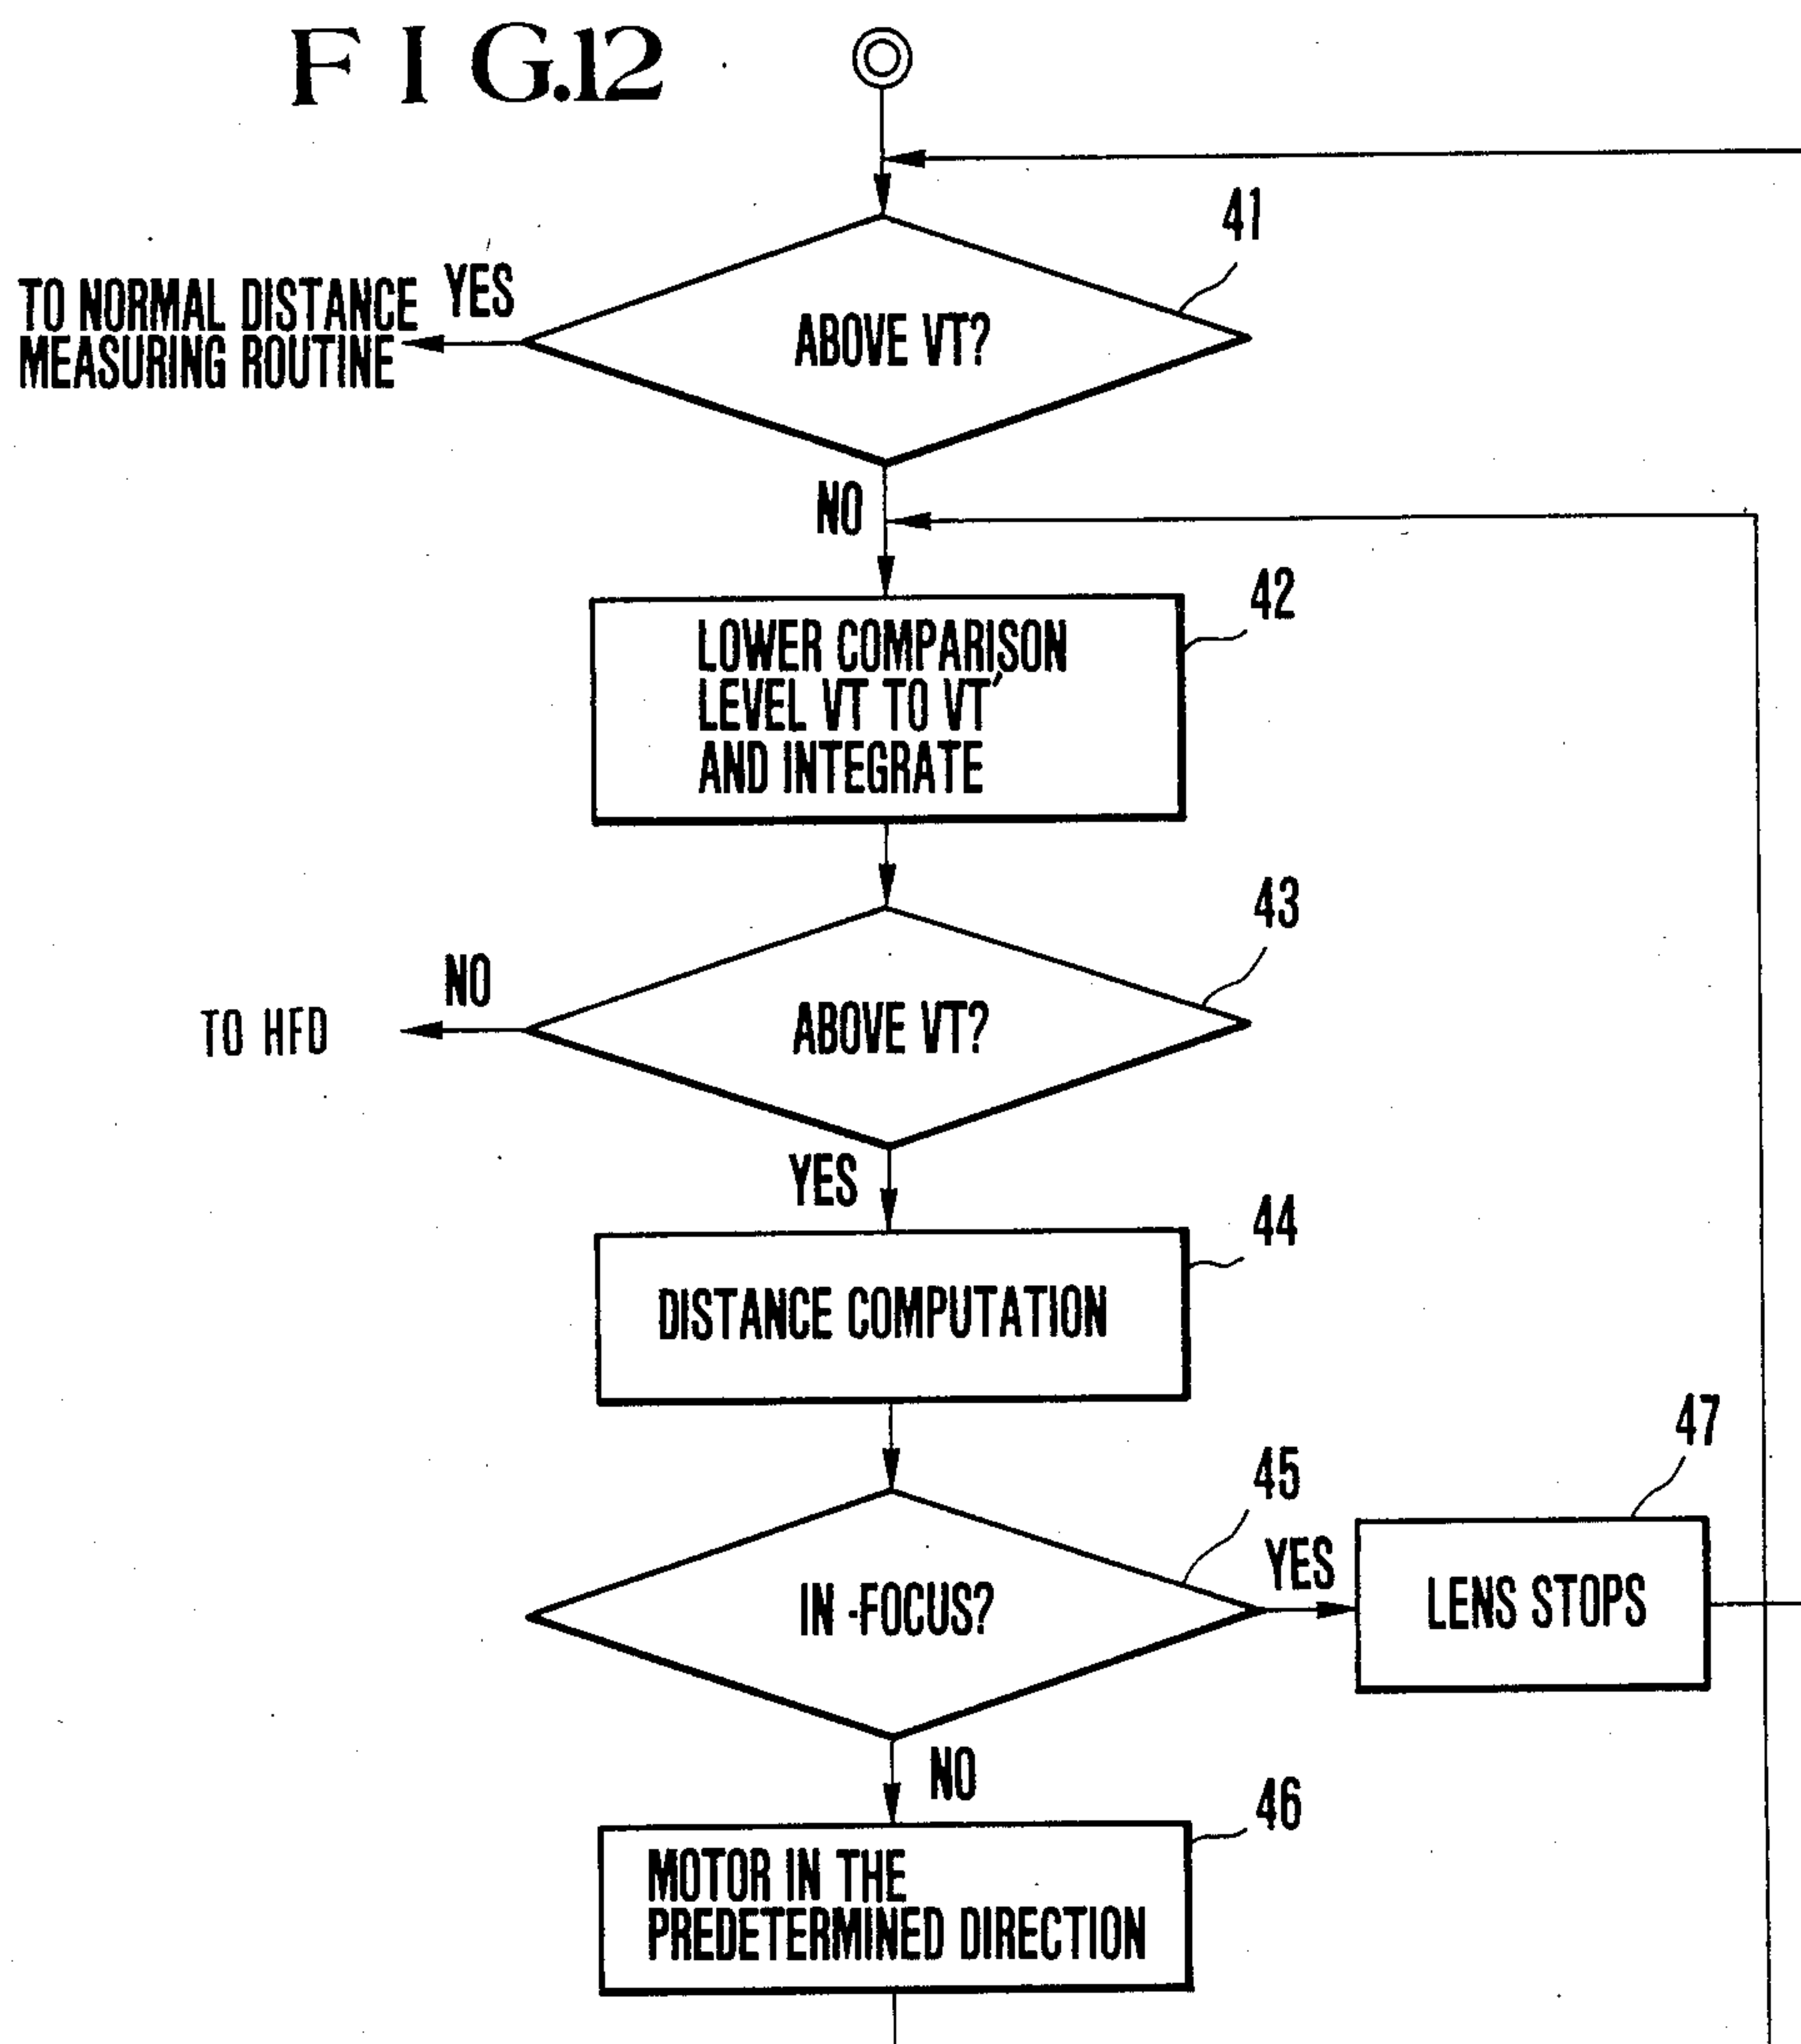 FIG.12
41
TO NORMAL DISTANCE
MEASURING ROUTINE
YES
ABOVE VT?
NO
42
LOWER COMPARISON
LEVEL VT TO VT'
AND INTEGRATE
43
NO
TO HFD
ABOVE VT?
YES
44
DISTANCE COMPUTATION
45
47
YES
IN-FOCUS?
LENS STOPS
NO
46
MOTOR IN THE
PREDETERMINED DIRECTION